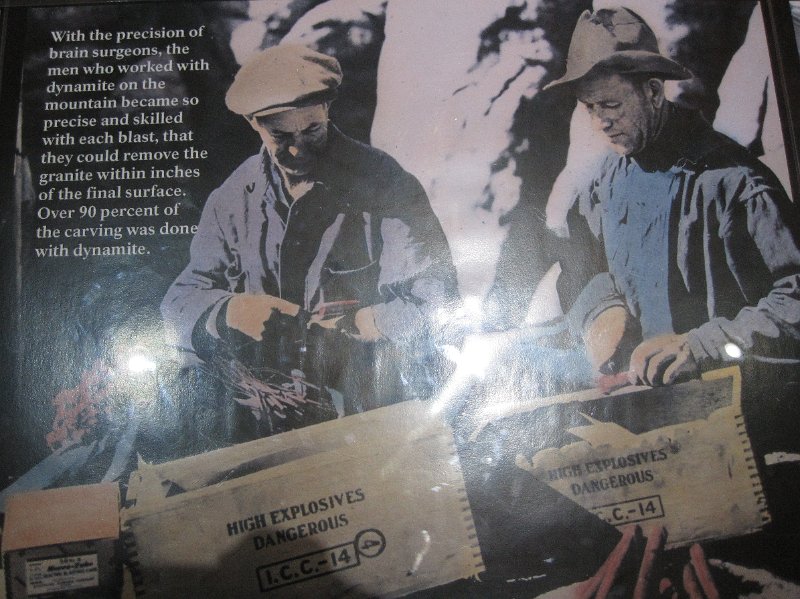 With the precision of
brain surgeons, the
men who worked with
dynamite on the
mountain became so
precise and skilled
with each blast, that
they could remove the
granite within inches
of the final surface.
Over 90 percent of
the carving was done
with dynamite.
HIGH EXPLOSIVES
DANGEROUS
I.C.C.-14
HIGH EXPLOSIVES
DANGEROUS
C.-14